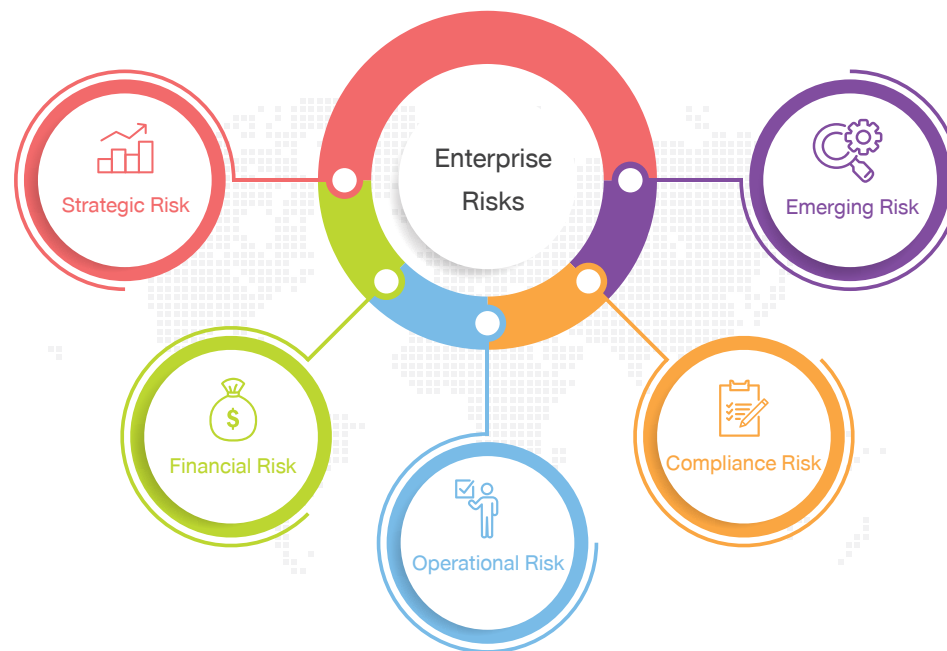 Enterprise
Risks
Strategic Risk
Emerging Risk
$
Financial Risk
Compliance Risk
Operational Risk